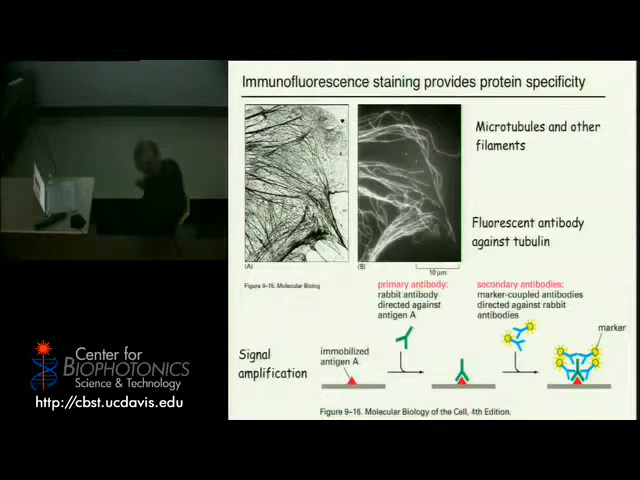 Immunofluorescence staining provides protein specificity
Microtubules and other
filaments
Fluorescent antibody
against tubulin
(A)
(B)
10 μm
Figure 9-15. Molecular Biolog
primary antibody:
rabbit antibody
directed against
antigen A
secondary antibodies:
marker-coupled antibodies
directed against rabbit
antibodies
marker
Signal
amplification
immobilized
antigen A
Figure 9-16. Molecular Biology of the Cell, 4th Edition.
Center for
BIOPHOTONICS
Science & Technology
http://cbst.ucdavis.edu